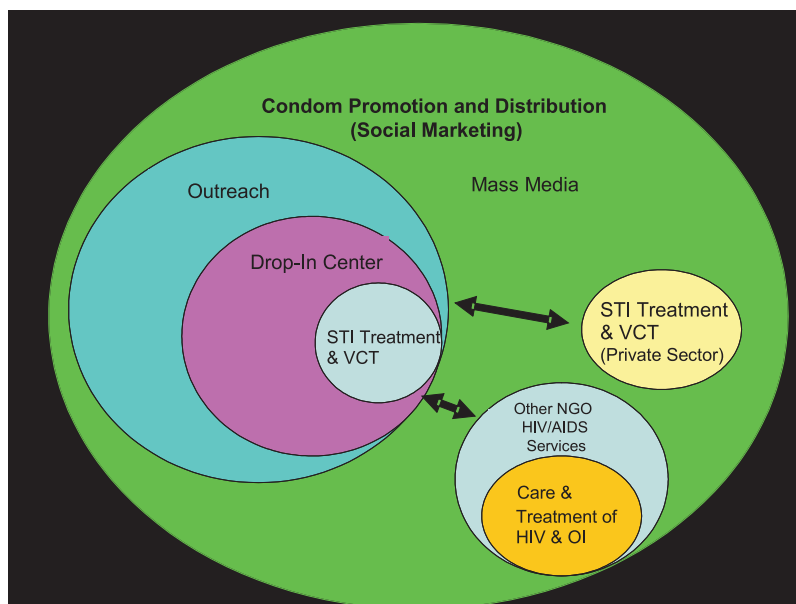 Condom Promotion and Distribution
(Social Marketing)
Mass Media
Outreach
Drop-In Center
STI Treatment
& VCT
STI Treatment
& VCT
(Private Sector)
Other NGO
HIV/AIDS
Services
Care &
Treatment of
HIV & OI